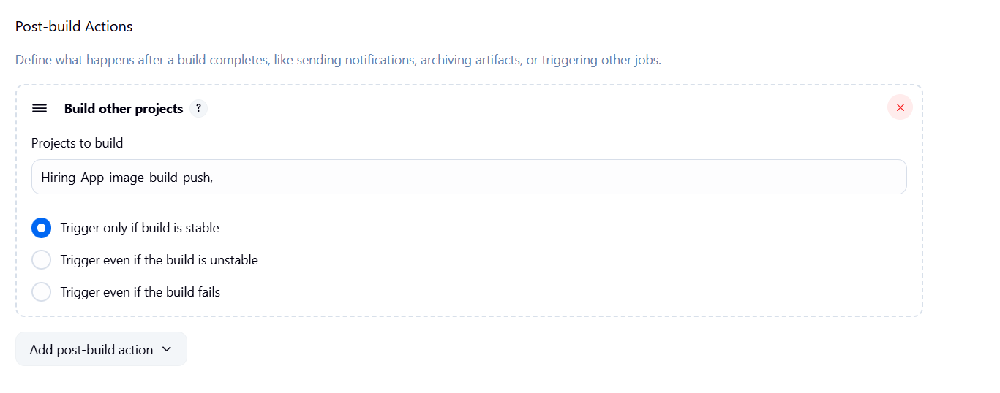 Post-build Actions
Define what happens after a build completes, like sending notifications, archiving artifacts, or triggering other jobs.
Build other projects ?
Projects to build
Hiring-App-image-build-push,
Trigger only if build is stable
Trigger even if the build is unstable
Trigger even if the build fails
Add post-build action